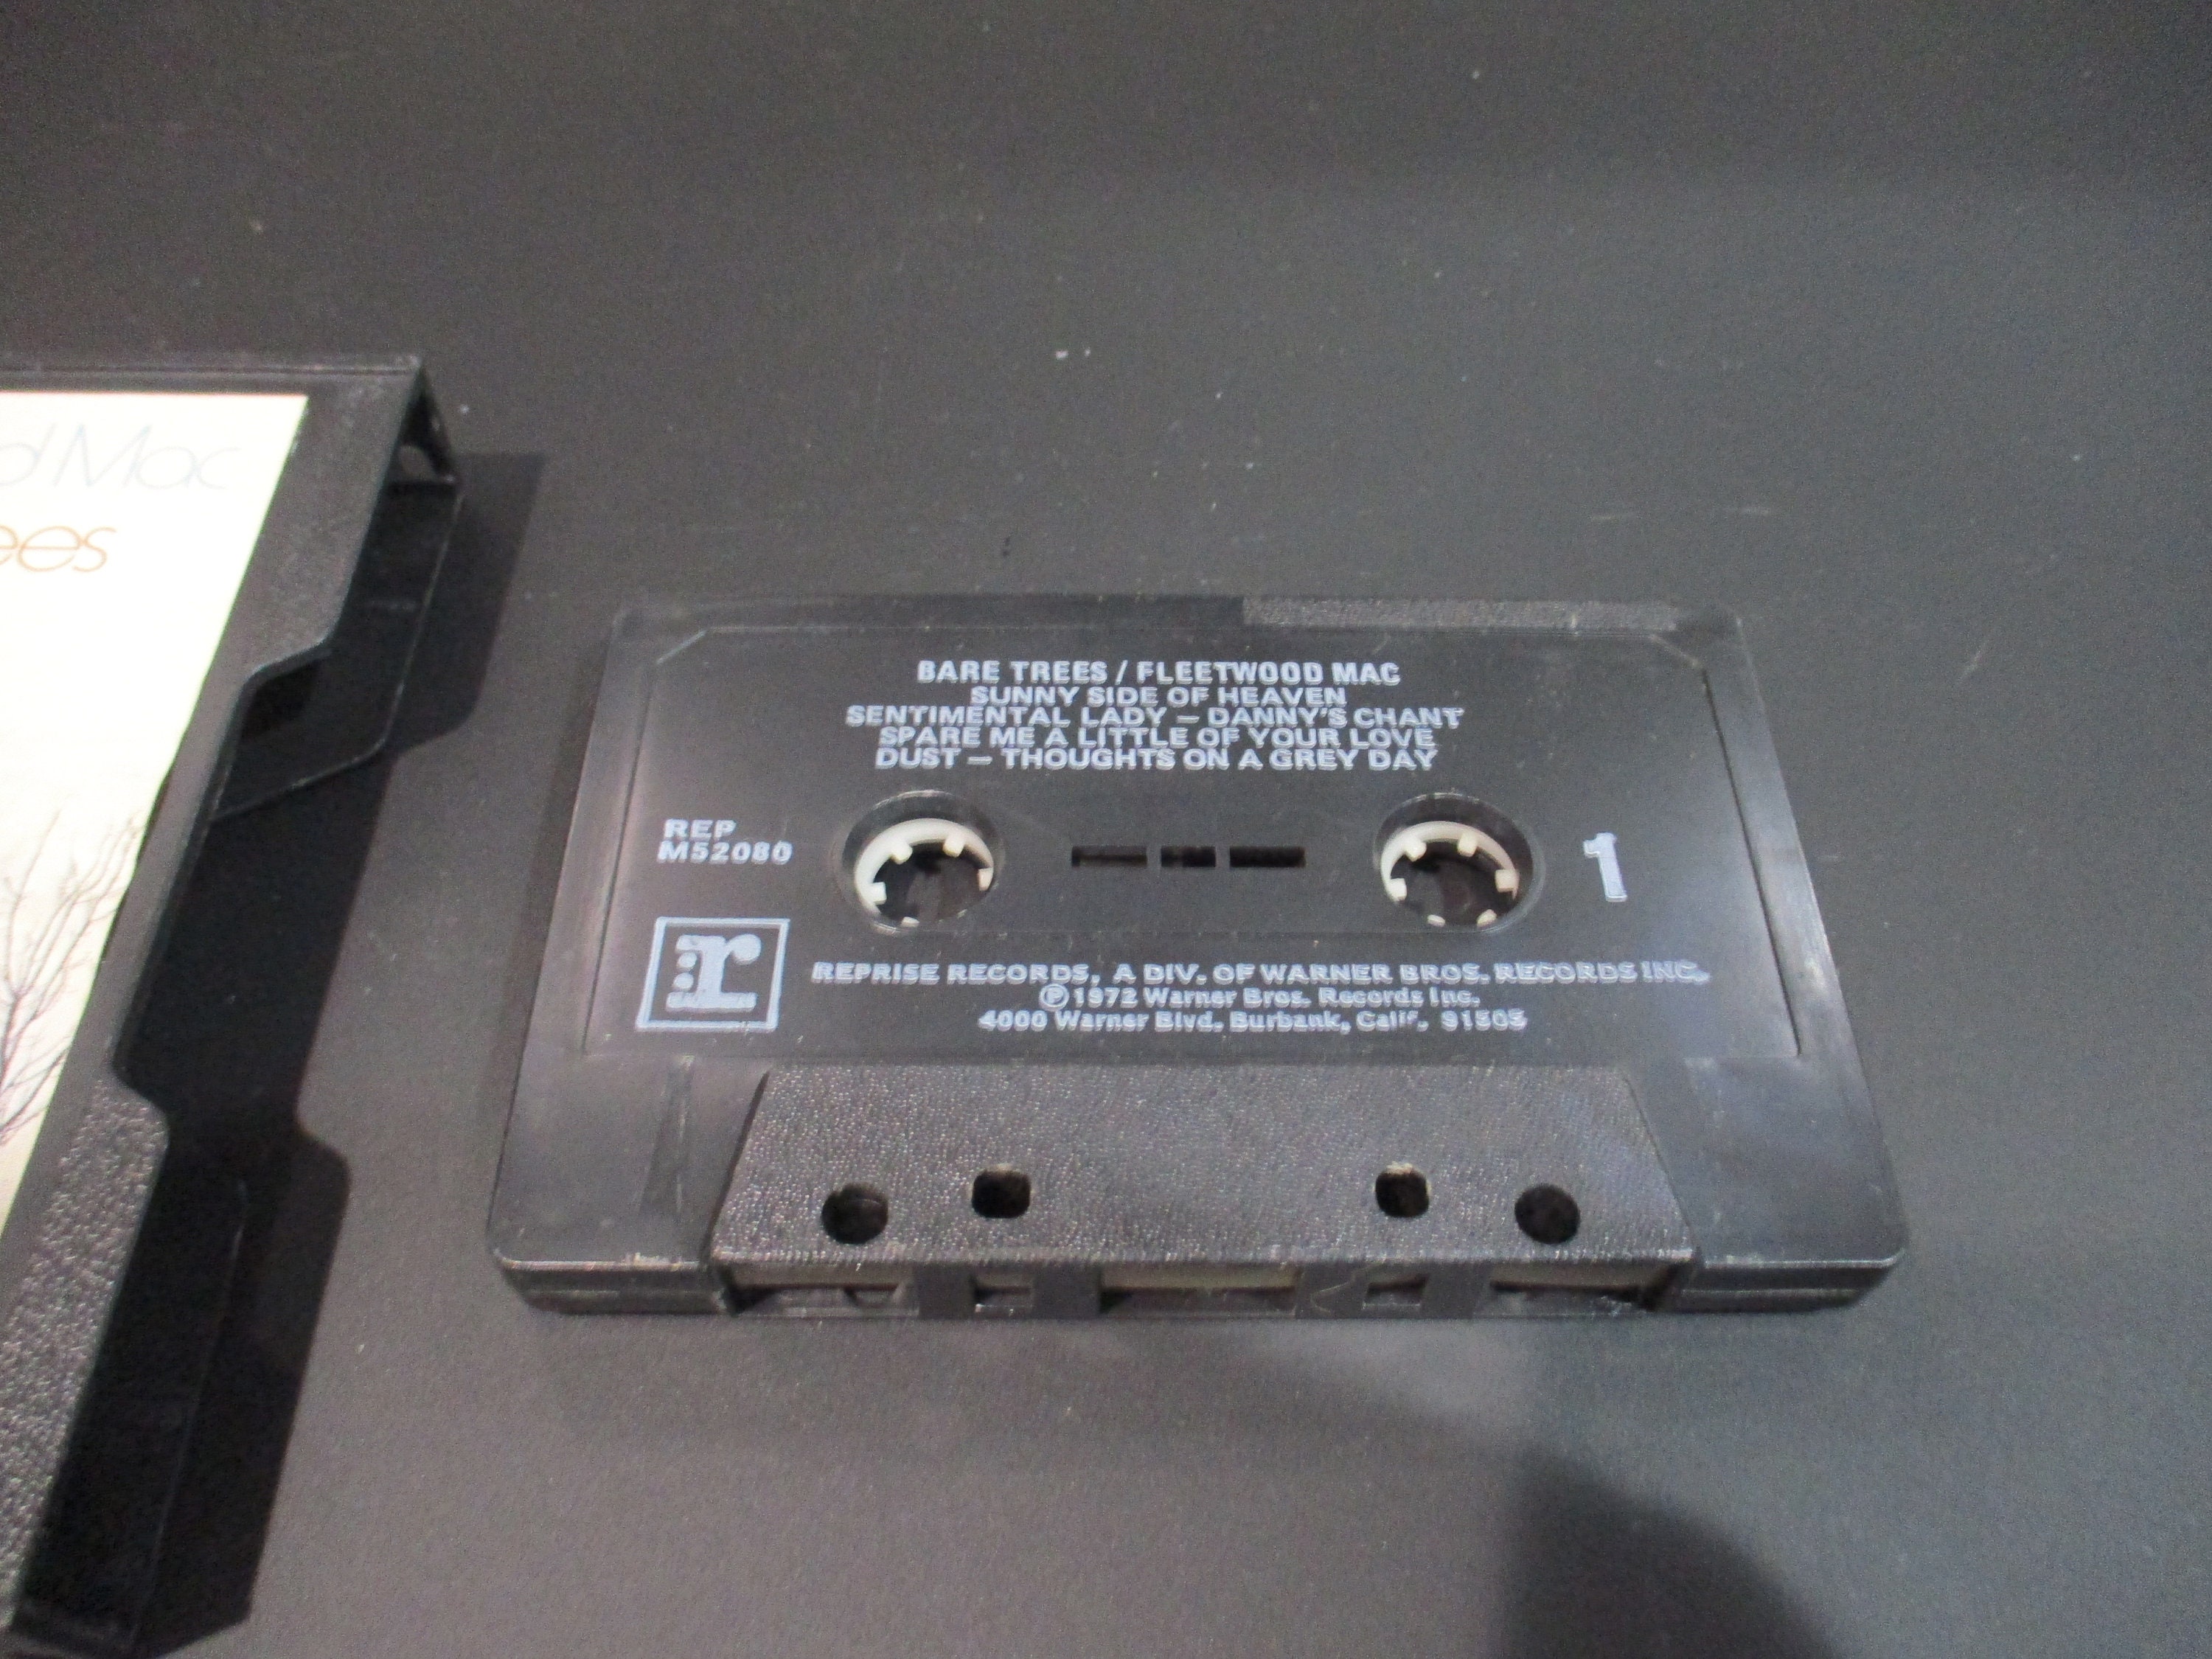 d Mac
ees
BARE TREES / FLEETWOOD MAC
SUNNY SIDE OF HEAVEN
SENTIMENTAL LADY – DANNY'S CHANT
SPARE ME A LITTLE OF YOUR LOVE
DUST – THOUGHTS ON A GREY DAY
REP
M52080
1
r
REPRISE RECORDS, A DIV. OF WARNER BROS. RECORDS INC.
℗ 1972 Warner Bros. Records Inc.
4000 Warner Blvd. Burbank, Calif. 91505